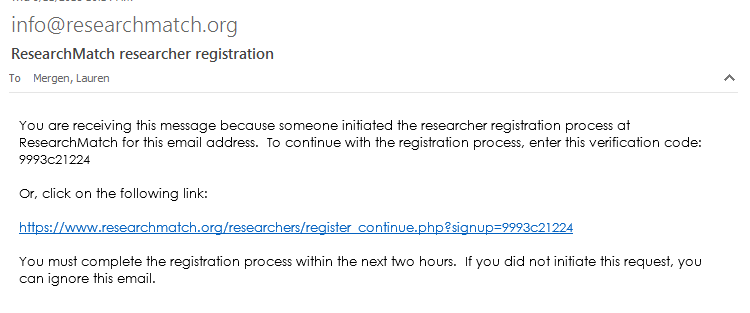 info@researchmatch.org
ResearchMatch researcher registration
To Mergen, Lauren
You are receiving this message because someone initiated the researcher registration process at
ResearchMatch for this email address. To continue with the registration process, enter this verification code:
9993c21224
Or, click on the following link:
https://www.researchmatch.org/researchers/register_continue.php?signup=9993c21224
You must complete the registration process within the next two hours. If you did not initiate this request, you
can ignore this email.